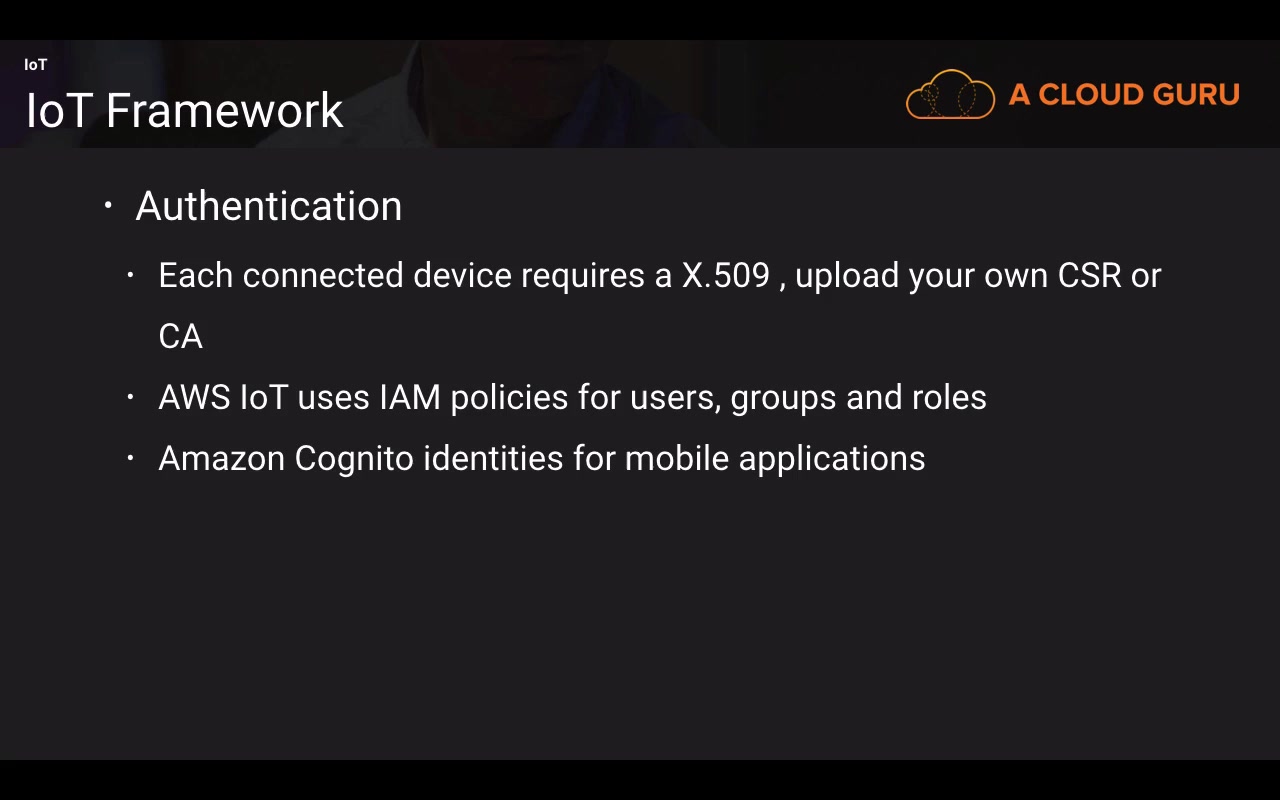 IoT
IoT Framework
A CLOUD GURU
• Authentication
• Each connected device requires a X.509 , upload your own CSR or
CA
• AWS IoT uses IAM policies for users, groups and roles
• Amazon Cognito identities for mobile applications